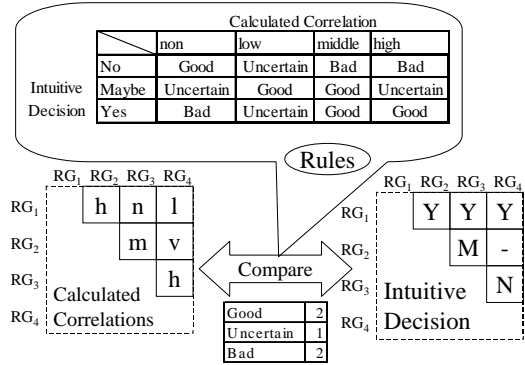 Calculated Correlation
non low middle high
No Good Uncertain Bad Bad
Intuitive Decision
Maybe Uncertain Good Good Uncertain
Yes Bad Uncertain Good Good
Rules
RG1 RG2 RG3 RG4
RG1 h n l
RG2 m v
RG3 h
RG4
Calculated
Correlations
Compare
Good 2
Uncertain 1
Bad 2
RG1 RG2 RG3 RG4
RG1 Y Y Y
RG2 M -
RG3 N
RG4
Intuitive
Decision